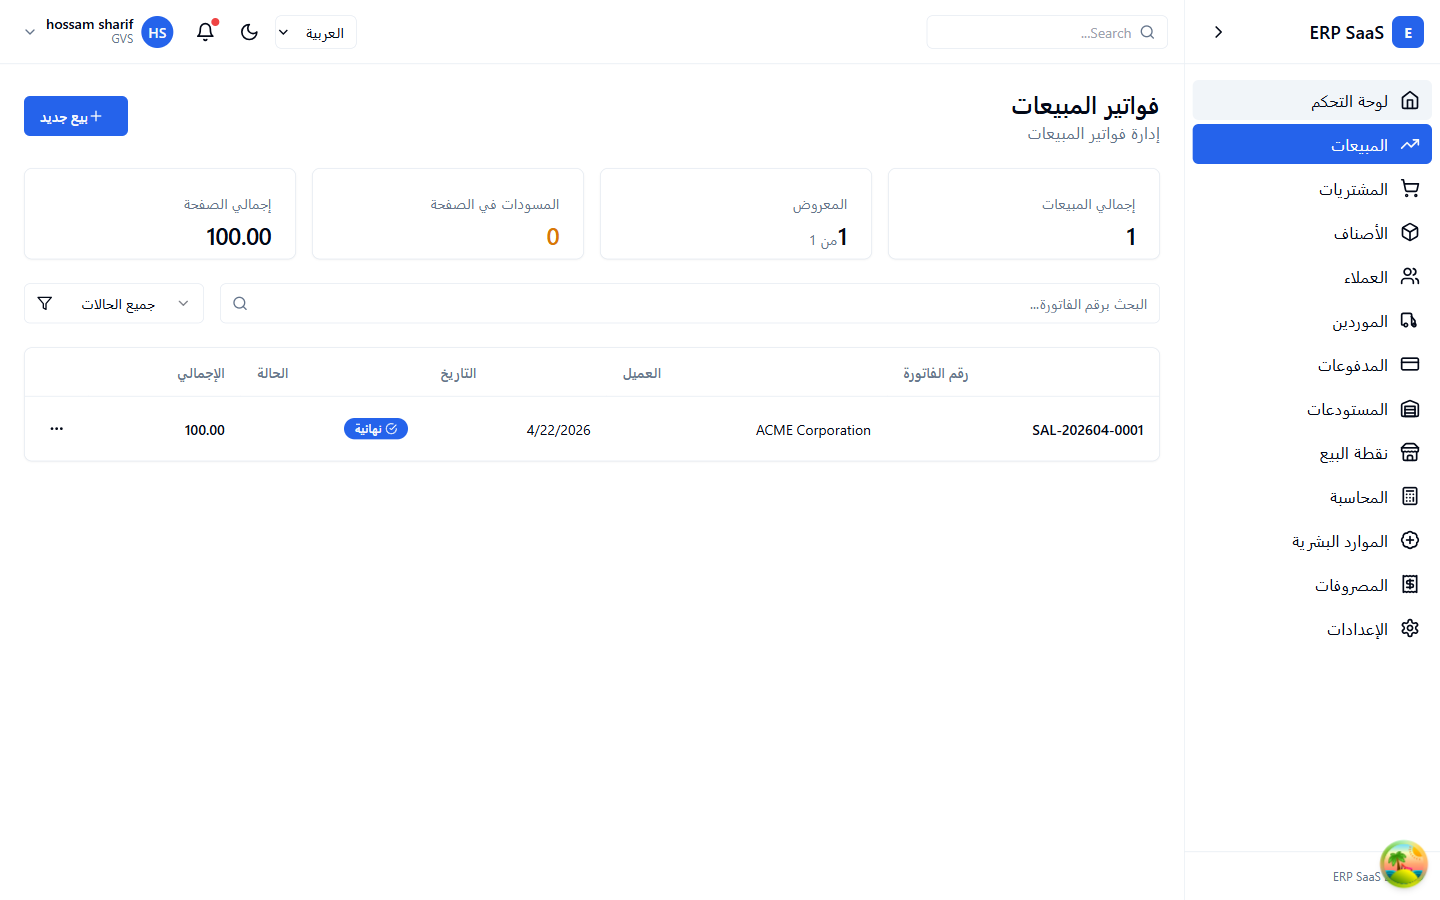 E
ERP SaaS
Search...
العربية
HS
hossam sharif
GVS
لوحة التحكم
المبيعات
المشتريات
الأصناف
العملاء
الموردين
المدفوعات
المستودعات
نقطة البيع
المحاسبة
الموارد البشرية
المصروفات
الإعدادات
ERP SaaS
فواتير المبيعات
إدارة فواتير المبيعات
بيع جديد
إجمالي المبيعات
1
المعروض
1 من 1
المسودات في الصفحة
0
إجمالي الصفحة
100.00
البحث برقم الفاتورة...
جميع الحالات
رقم الفاتورة العميل التاريخ الحالة الإجمالي
SAL-202604-0001 ACME Corporation 4/22/2026 نهائية 100.00